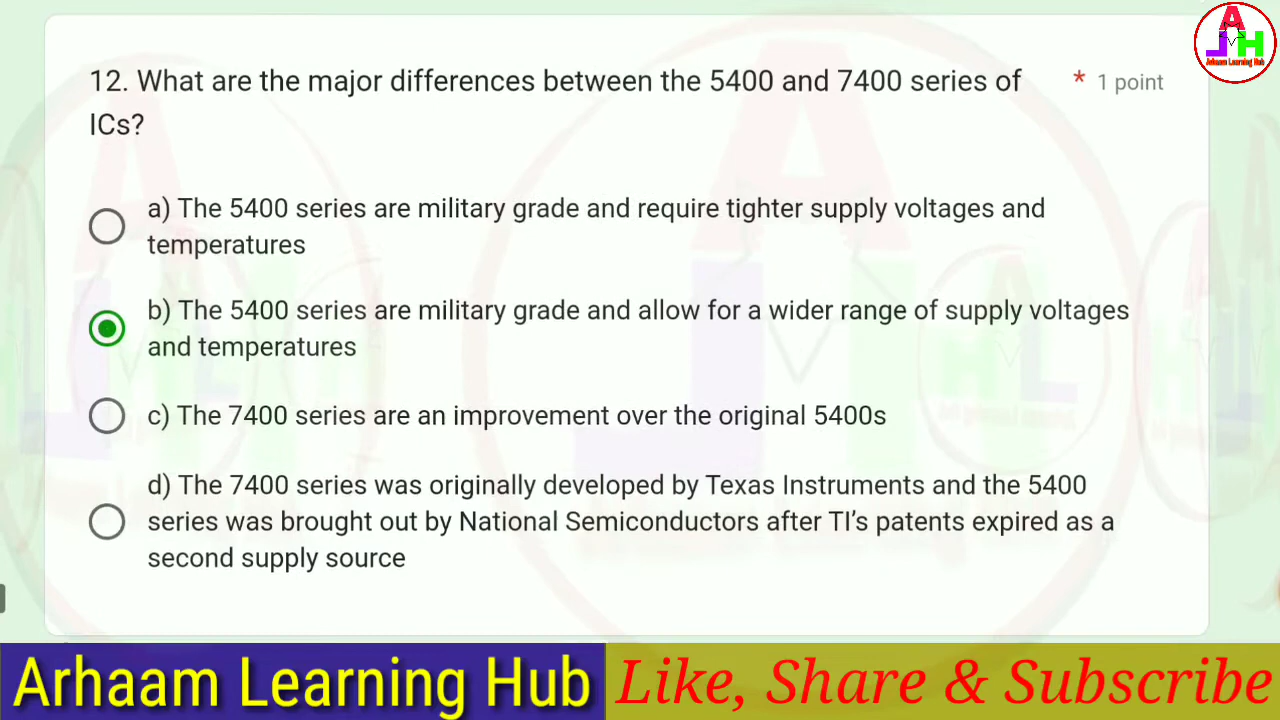 12. What are the major differences between the 5400 and 7400 series of
* 1 point
ICs?
a) The 5400 series are military grade and require tighter supply voltages and
temperatures
b) The 5400 series are military grade and allow for a wider range of supply voltages
and temperatures
c) The 7400 series are an improvement over the original 5400s
d) The 7400 series was originally developed by Texas Instruments and the 5400
series was brought out by National Semiconductors after TI’s patents expired as a
second supply source
Arhaam Learning Hub
Like, Share & Subscribe